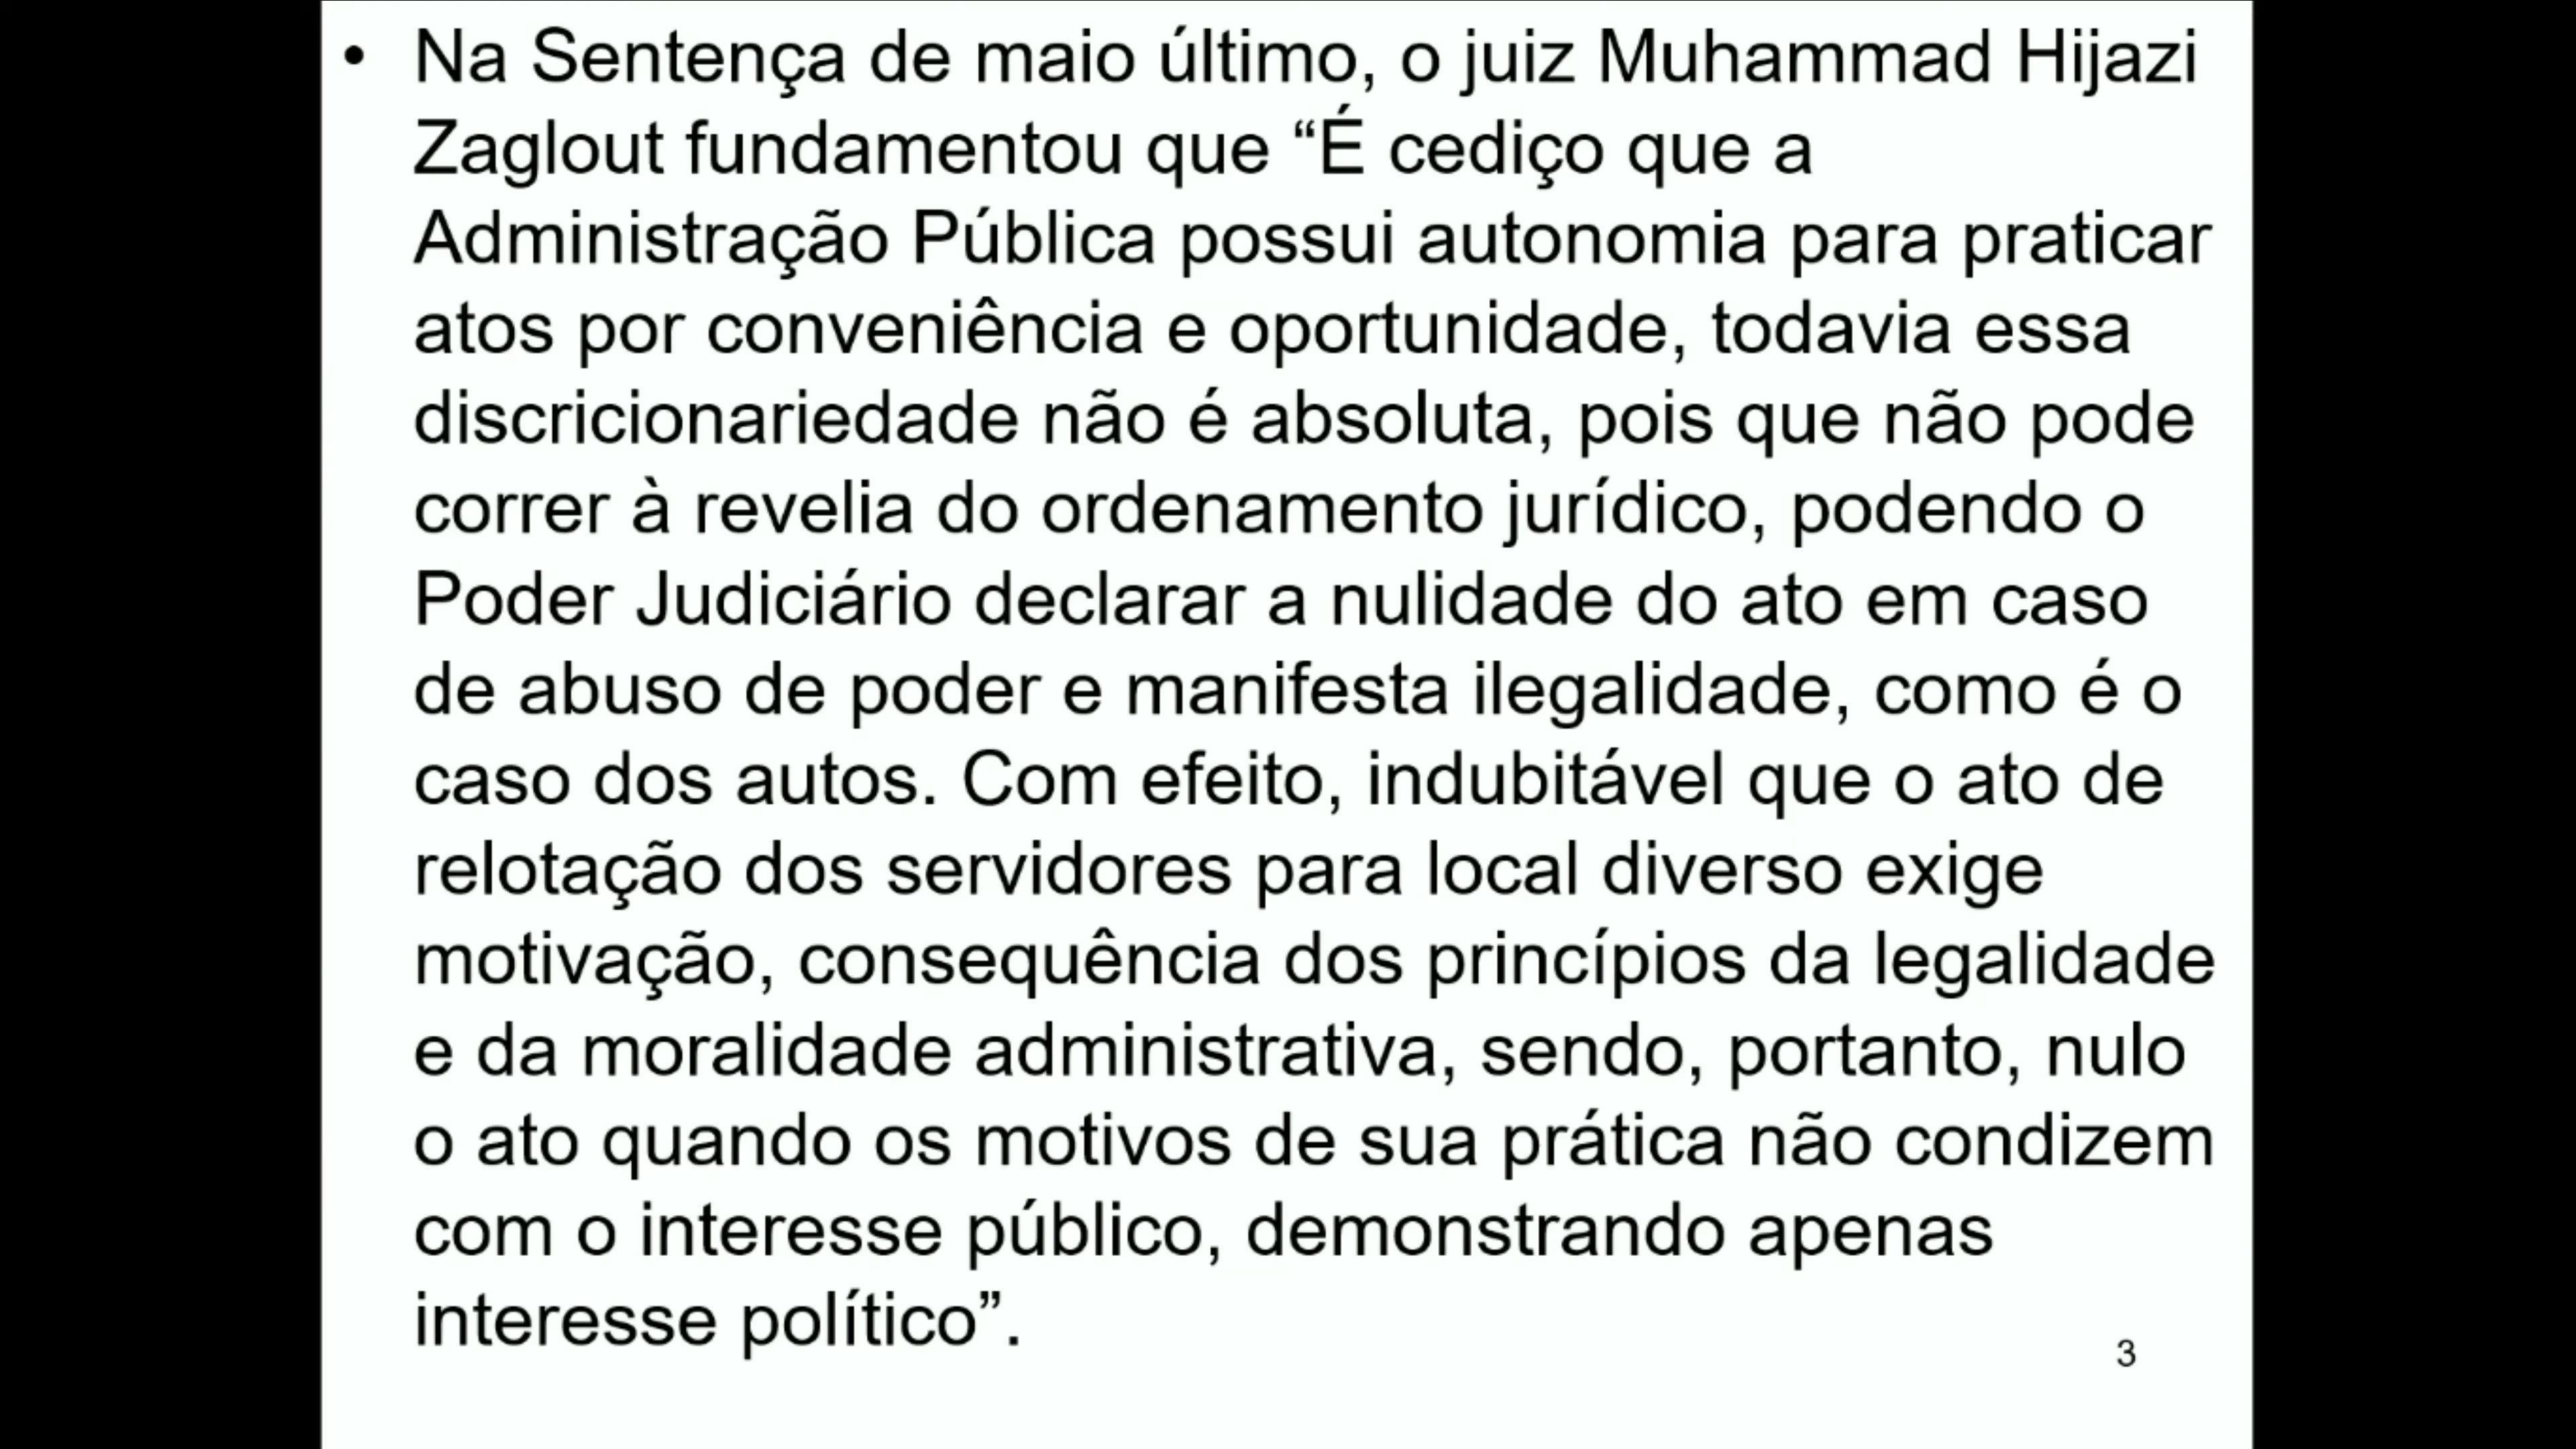 • Na Sentença de maio último, o juiz Muhammad Hijazi
Zaglout fundamentou que “É cediço que a
Administração Pública possui autonomia para praticar
atos por conveniência e oportunidade, todavia essa
discricionariedade não é absoluta, pois que não pode
correr à revelia do ordenamento jurídico, podendo o
Poder Judiciário declarar a nulidade do ato em caso
de abuso de poder e manifesta ilegalidade, como é o
caso dos autos. Com efeito, indubitável que o ato de
relotação dos servidores para local diverso exige
motivação, consequência dos princípios da legalidade
e da moralidade administrativa, sendo, portanto, nulo
o ato quando os motivos de sua prática não condizem
com o interesse público, demonstrando apenas
interesse político”.
3